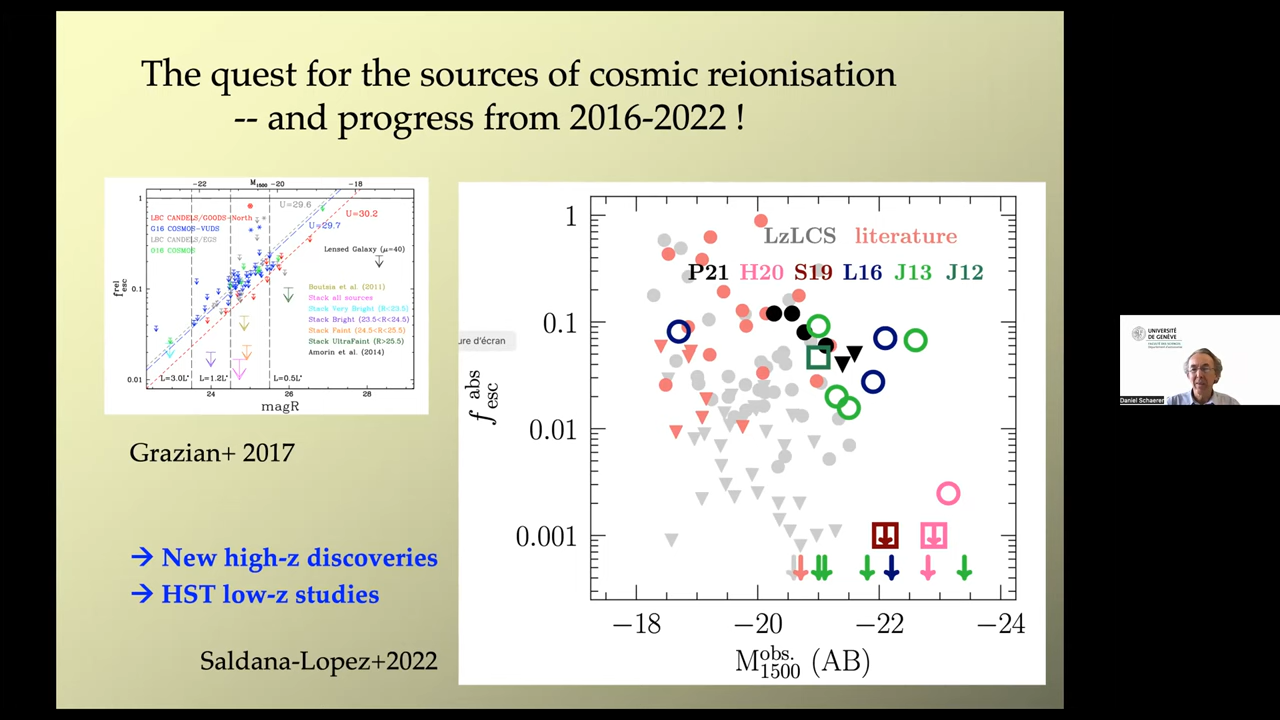 The quest for the sources of cosmic reionisation
-- and progress from 2016-2022 !
−22 M1500 −20 −18
1
0.1
0.01
frel esc
LBC CANDELS/GOODS-North
G16 COSMOS-VUDS
LBC CANDELS/EGS
G16 COSMOS
U=29.6
U=30.2
U=29.7
Lensed Galaxy (μ=40)
Boutsia et al. (2011)
Stack all sources
Stack Very Bright (R<23.5)
Stack Bright (23.5<R<24.5)
Stack Faint (24.5<R<25.5)
Stack UltraFaint (R>25.5)
Amorin et al. (2014)
L=3.0L* L=1.2L* L=0.5L*
24 26 28
magR
Grazian+ 2017
→ New high-z discoveries
→ HST low-z studies
Saldana-Lopez+2022
ure d'écran
LzLCS literature
P21 H20 S19 L16 J13 J12
1
0.1
0.01
0.001
f abs esc
−18 −20 −22 −24
M obs. 1500 (AB)
UNIVERSITÉ
DE GENÈVE
Daniel Schaerer